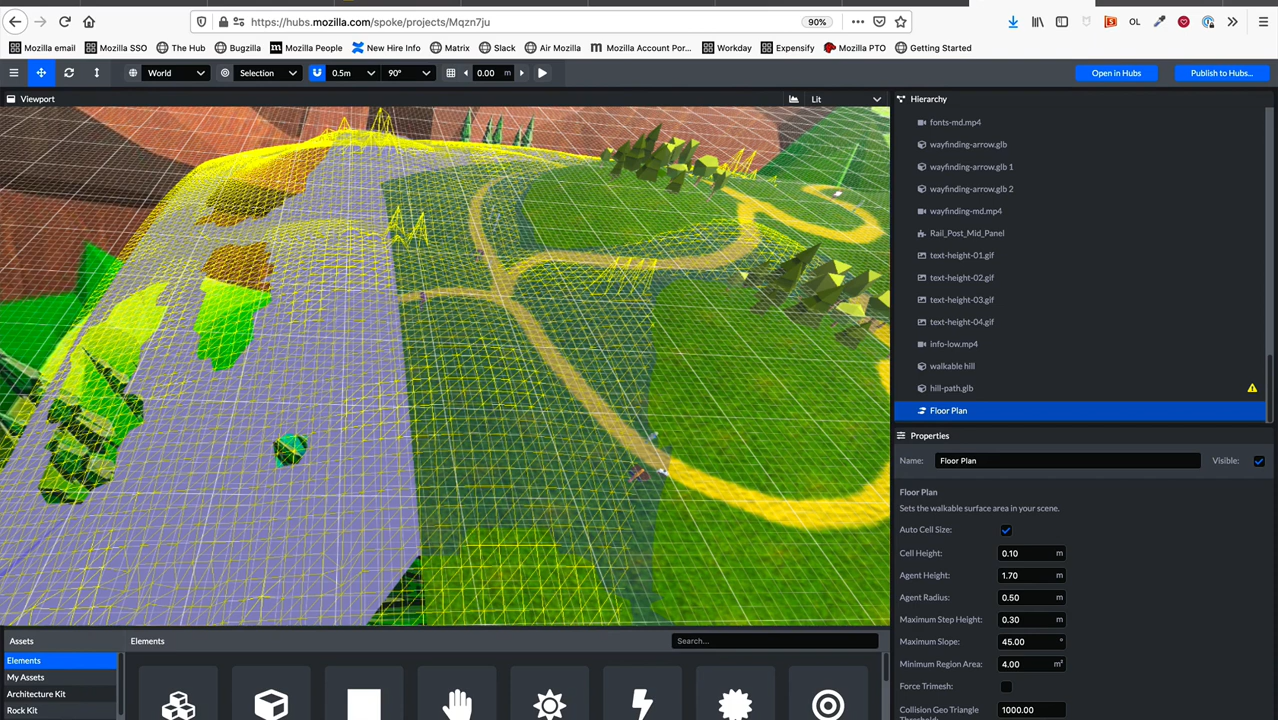 https://hubs.mozilla.com/spoke/projects/Mqzn7ju
90%
OL
Mozilla email
Mozilla SSO
The Hub
Bugzilla
Mozilla People
New Hire Info
Matrix
Slack
Air Mozilla
Mozilla Account Por...
Workday
Expensify
Mozilla PTO
Getting Started
World
Selection
0.5m
90°
0.00 m
Open in Hubs
Publish to Hubs...
Viewport
Lit
Hierarchy
fonts-md.mp4
wayfinding-arrow.glb
wayfinding-arrow.glb 1
wayfinding-arrow.glb 2
wayfinding-md.mp4
Rail_Post_Mid_Panel
text-height-01.gif
text-height-02.gif
text-height-03.gif
text-height-04.gif
info-low.mp4
walkable hill
hill-path.glb
Floor Plan
Properties
Name: Floor Plan Visible:
Floor Plan
Sets the walkable surface area in your scene.
Auto Cell Size:
Cell Height: 0.10 m
Agent Height: 1.70 m
Agent Radius: 0.50 m
Maximum Step Height: 0.30 m
Maximum Slope: 45.00 °
Minimum Region Area: 4.00 m²
Force Trimesh:
Collision Geo Triangle 1000.00
Threshold:
Assets
Elements
Search...
Elements
My Assets
Architecture Kit
Rock Kit